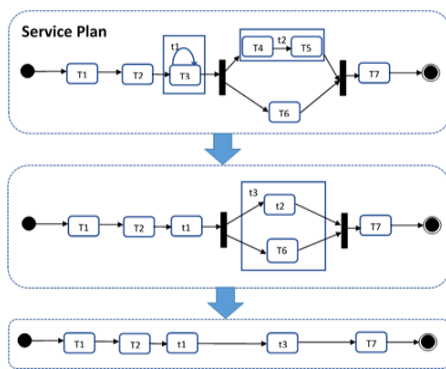 Service Plan
t1
T4 t2 T5
T1 T2 T3 T7
T6
t3
t2
T1 T2 t1 T7
T6
T1 T2 t1 t3 T7